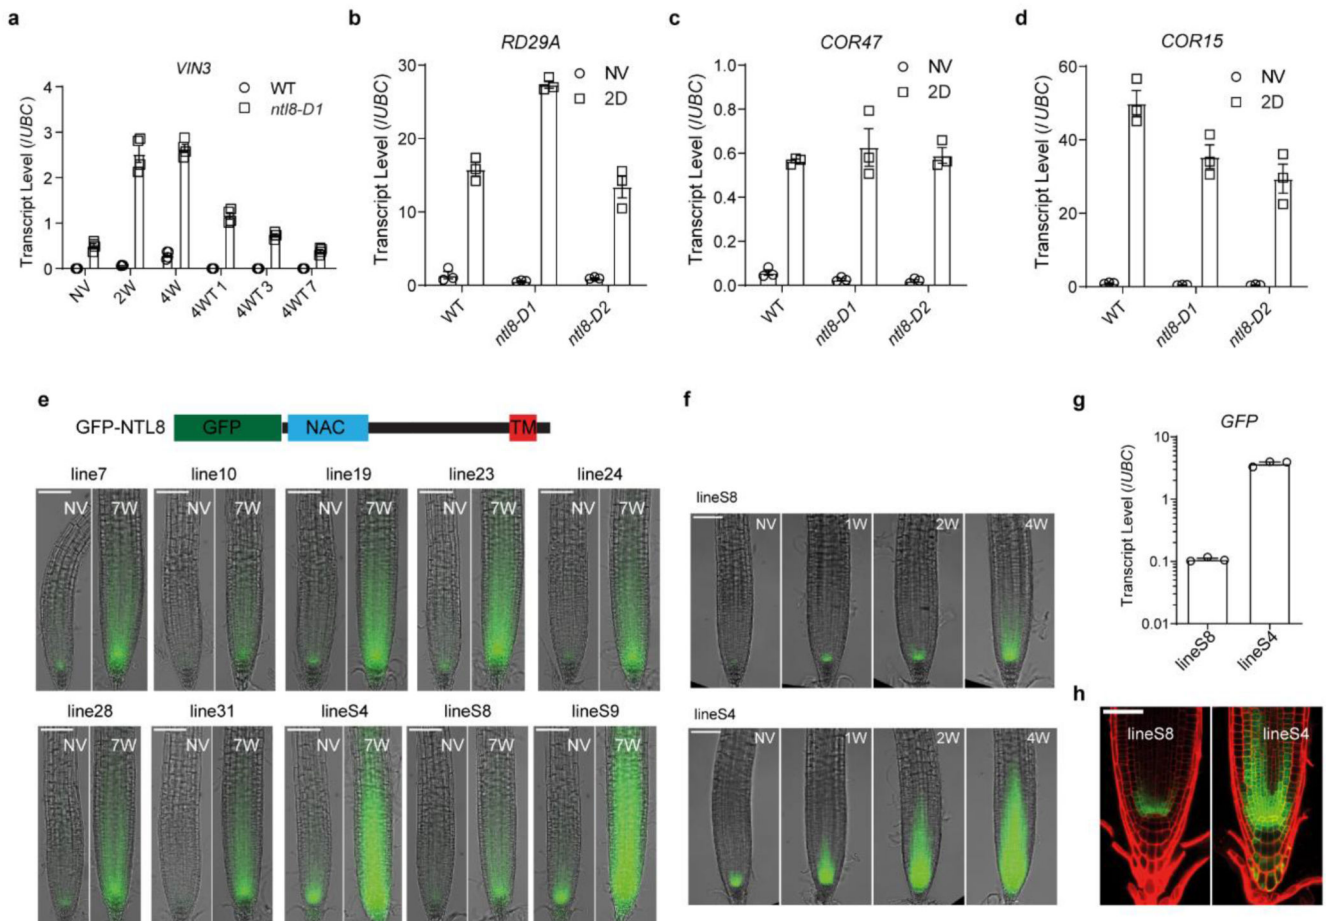 a
VIN3
WT
ntl8-D1
Transcript Level (/UBC)
4
3
2
1
0
NV
2W
4W
4WT1
4WT3
4WT7
b
RD29A
NV
2D
Transcript Level (/UBC)
30
20
10
0
WT
ntl8-D1
ntl8-D2
c
COR47
NV
2D
Transcript Level (/UBC)
1.0
0.8
0.6
0.4
0.2
0.0
WT
ntl8-D1
ntl8-D2
d
COR15
NV
2D
Transcript Level (/UBC)
60
40
20
0
WT
ntl8-D1
ntl8-D2
e
GFP-NTL8
GFP
NAC
TM
line7
NV
7W
line10
NV
7W
line19
NV
7W
line23
NV
7W
line24
NV
7W
line28
NV
7W
line31
NV
7W
lineS4
NV
7W
lineS8
NV
7W
lineS9
NV
7W
f
lineS8
NV
1W
2W
4W
lineS4
NV
1W
2W
4W
g
GFP
Transcript Level (/UBC)
10
1
0.1
0.01
lineS8
lineS4
h
lineS8
lineS4